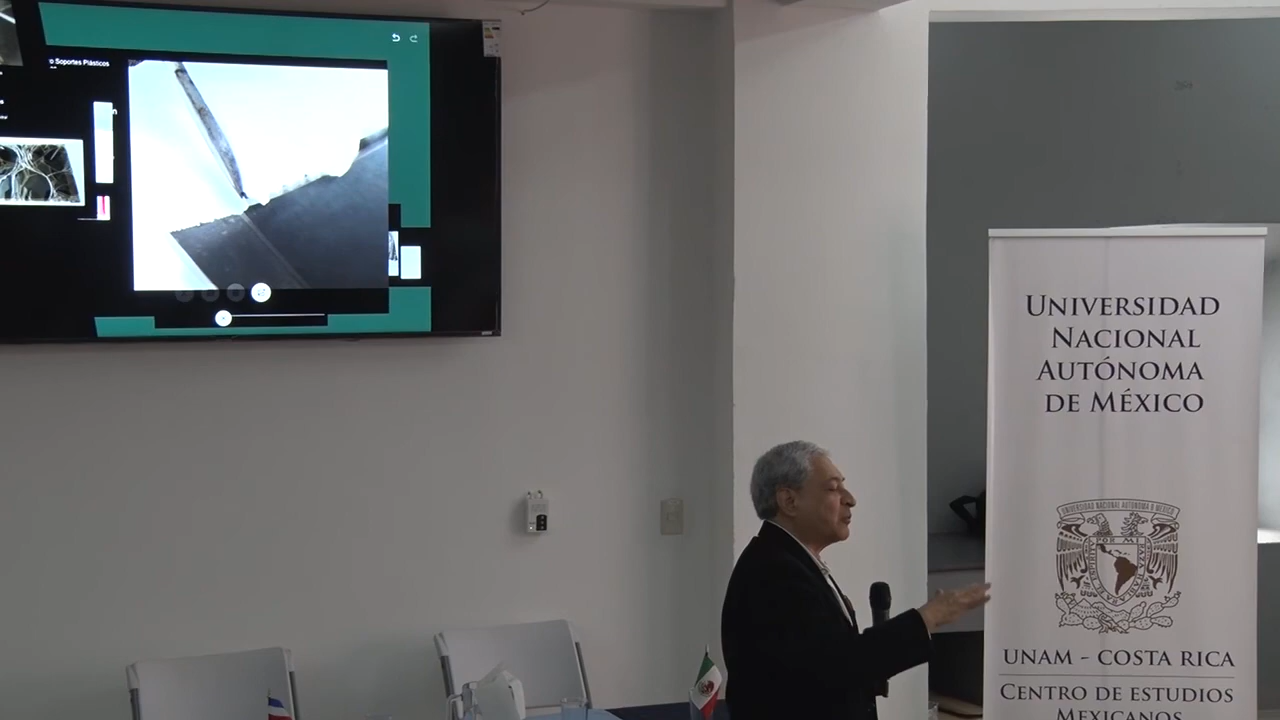 o Soportes Plásticos
UNIVERSIDAD
NACIONAL
AUTÓNOMA
DE MÉXICO
UNAM - COSTA RICA
CENTRO DE ESTUDIOS
MEXICANOS